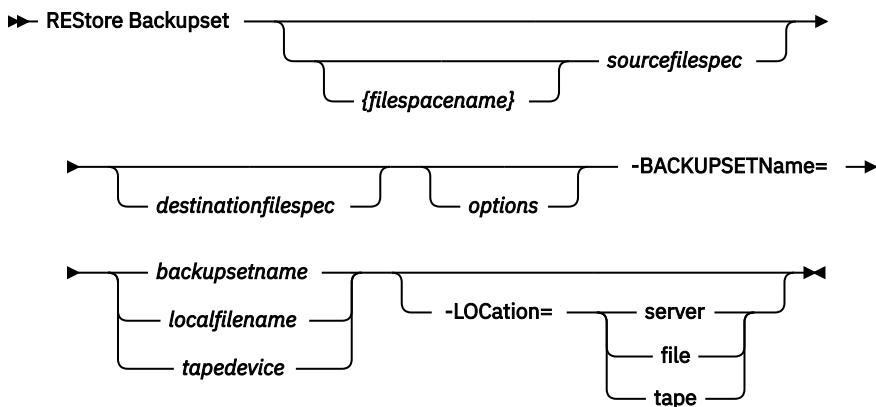 REStore Backupset
sourcefilespec
{filespacename}
-BACKUPSETName=
destinationfilespec
options
backupsetname
localfilename
tapedevice
-LOCation=
server
file
tape